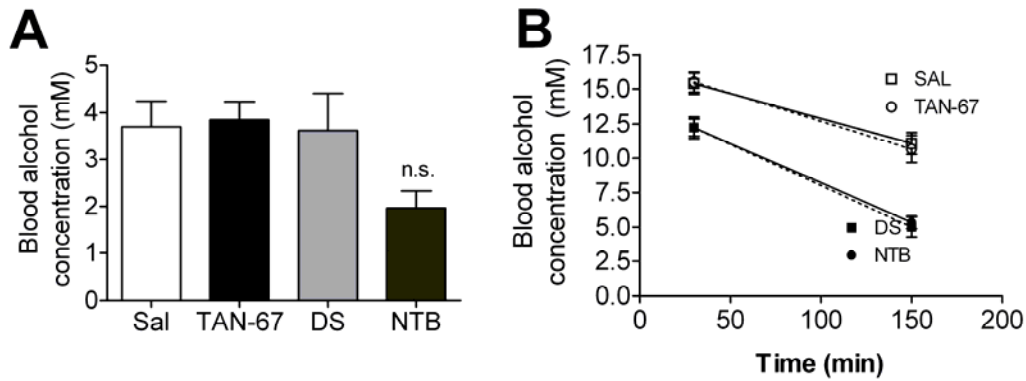 A
Blood alcohol
concentration (mM)
5
4
3
2
1
0
n.s.
Sal TAN-67 DS NTB
B
Blood alcohol
concentration (mM)
17.5
15.0
12.5
10.0
7.5
5.0
2.5
0.0
SAL
TAN-67
DS
NTB
0 50 100 150 200
Time (min)